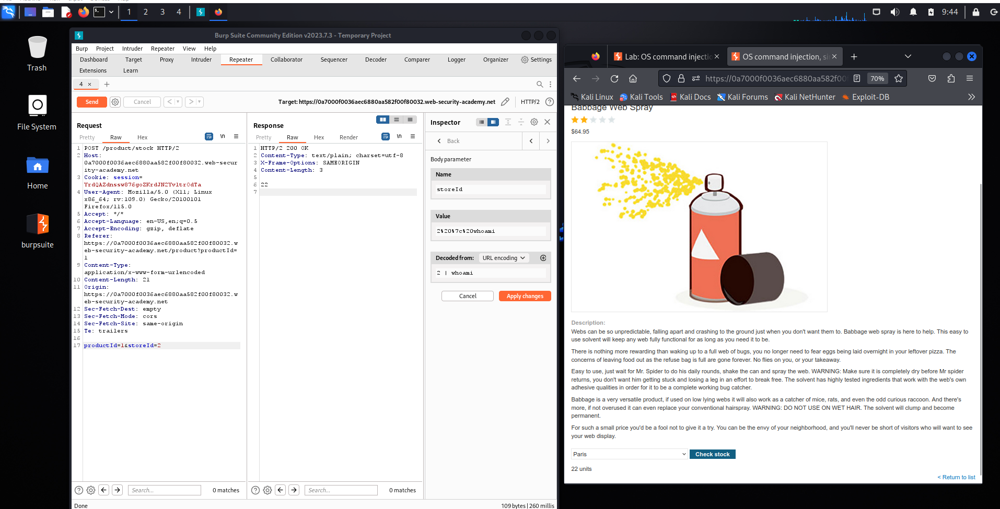 1 2 3 4 9:44
Trash
File System
Home
burpsuite
Burp Suite Community Edition v2023.7.3 - Temporary Project
Burp Project Intruder Repeater View Help
Dashboard Target Proxy Intruder Repeater Collaborator Sequencer Decoder Comparer Logger Organizer Settings
Extensions Learn
4 × +
Send Cancel < > Target: https://0a7000f0036aec6880aa582f00f80032.web-security-academy.net HTTP/2
Request
Pretty Raw Hex \n
1 POST /product/stock HTTP/2
2 Host:
0a7000f0036aec6880aa582f00f80032.web-secur
ity-academy.net
3 Cookie: session=
YrdQAZdnssw876goZKrdJN2Yvltr0dTa
4 User-Agent: Mozilla/5.0 (X11; Linux
x86_64; rv:109.0) Gecko/20100101
Firefox/115.0
5 Accept: */*
6 Accept-Language: en-US,en;q=0.5
7 Accept-Encoding: gzip, deflate
8 Referer:
https://0a7000f0036aec6880aa582f00f80032.w
eb-security-academy.net/product?productId=
1
9 Content-Type:
application/x-www-form-urlencoded
10 Content-Length: 21
11 Origin:
https://0a7000f0036aec6880aa582f00f80032.w
eb-security-academy.net
12 Sec-Fetch-Dest: empty
13 Sec-Fetch-Mode: cors
14 Sec-Fetch-Site: same-origin
15 Te: trailers
16
17 productId=1&storeId=2
Search... 0 matches
Response
Pretty Raw Hex Render \n
1 HTTP/2 200 OK
2 Content-Type: text/plain; charset=utf-8
3 X-Frame-Options: SAMEORIGIN
4 Content-Length: 3
5
6 22
7
Search... 0 matches
Inspector
Back
Body parameter
Name
storeId
Value
2%20%7c%20whoami
Decoded from: URL encoding
2 | whoami
Cancel Apply changes
Done 109 bytes | 260 millis
Lab: OS command injectio × OS command injection, si × +
https://0a7000f0036aec6880aa582f00 70%
Kali Linux Kali Tools Kali Docs Kali Forums Kali NetHunter Exploit-DB
Babbage Web Spray
$64.95
Description:
Webs can be so unpredictable, falling apart and crashing to the ground just when you don't want them to. Babbage web spray is here to help. This easy to
use solvent will keep any web fully functional for as long as you need it to be.
There is nothing more rewarding than waking up to a full web of bugs, you no longer need to fear eggs being laid overnight in your leftover pizza. The
concerns of leaving food out as the refuse bag is full are gone forever. No flies on you, or your takeaway.
Easy to use, just wait for Mr. Spider to do his daily rounds, shake the can and spray the web. WARNING: Make sure it is completely dry before Mr spider
returns, you don't want him getting stuck and losing a leg in an effort to break free. The solvent has highly tested ingredients that work with the web's own
adhesive qualities in order for it to be a complete working bug catcher.
Babbage is a very versatile product, if used on low lying webs it will also work as a catcher of mice, rats, and even the odd curious raccoon. And there's
more, if not overused it can even replace your conventional hairspray. WARNING: DO NOT USE ON WET HAIR. The solvent will clump and become
permanent.
For such a small price you'd be a fool not to give it a try. You can be the envy of your neighborhood, and you'll never be short of visitors who will want to see
your web display.
Paris Check stock
22 units
< Return to list